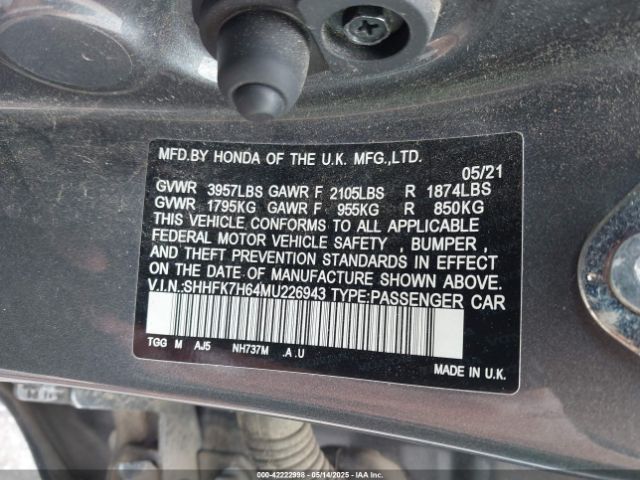 MFD.BY HONDA OF THE U.K. MFG.,LTD.
05/21
GVWR 3957LBS GAWR F 2105LBS R 1874LBS
GVWR 1795KG GAWR F 955KG R 850KG
THIS VEHICLE CONFORMS TO ALL APPLICABLE
FEDERAL MOTOR VEHICLE SAFETY , BUMPER ,
AND THEFT PREVENTION STANDARDS IN EFFECT
ON THE DATE OF MANUFACTURE SHOWN ABOVE.
V.I.N.:SHHFK7H64MU226943 TYPE:PASSENGER CAR
TGG M AJ5 NH737M .A .U
MADE IN U.K.
000-42222998 - 05/14/2025 - IAAI.COM